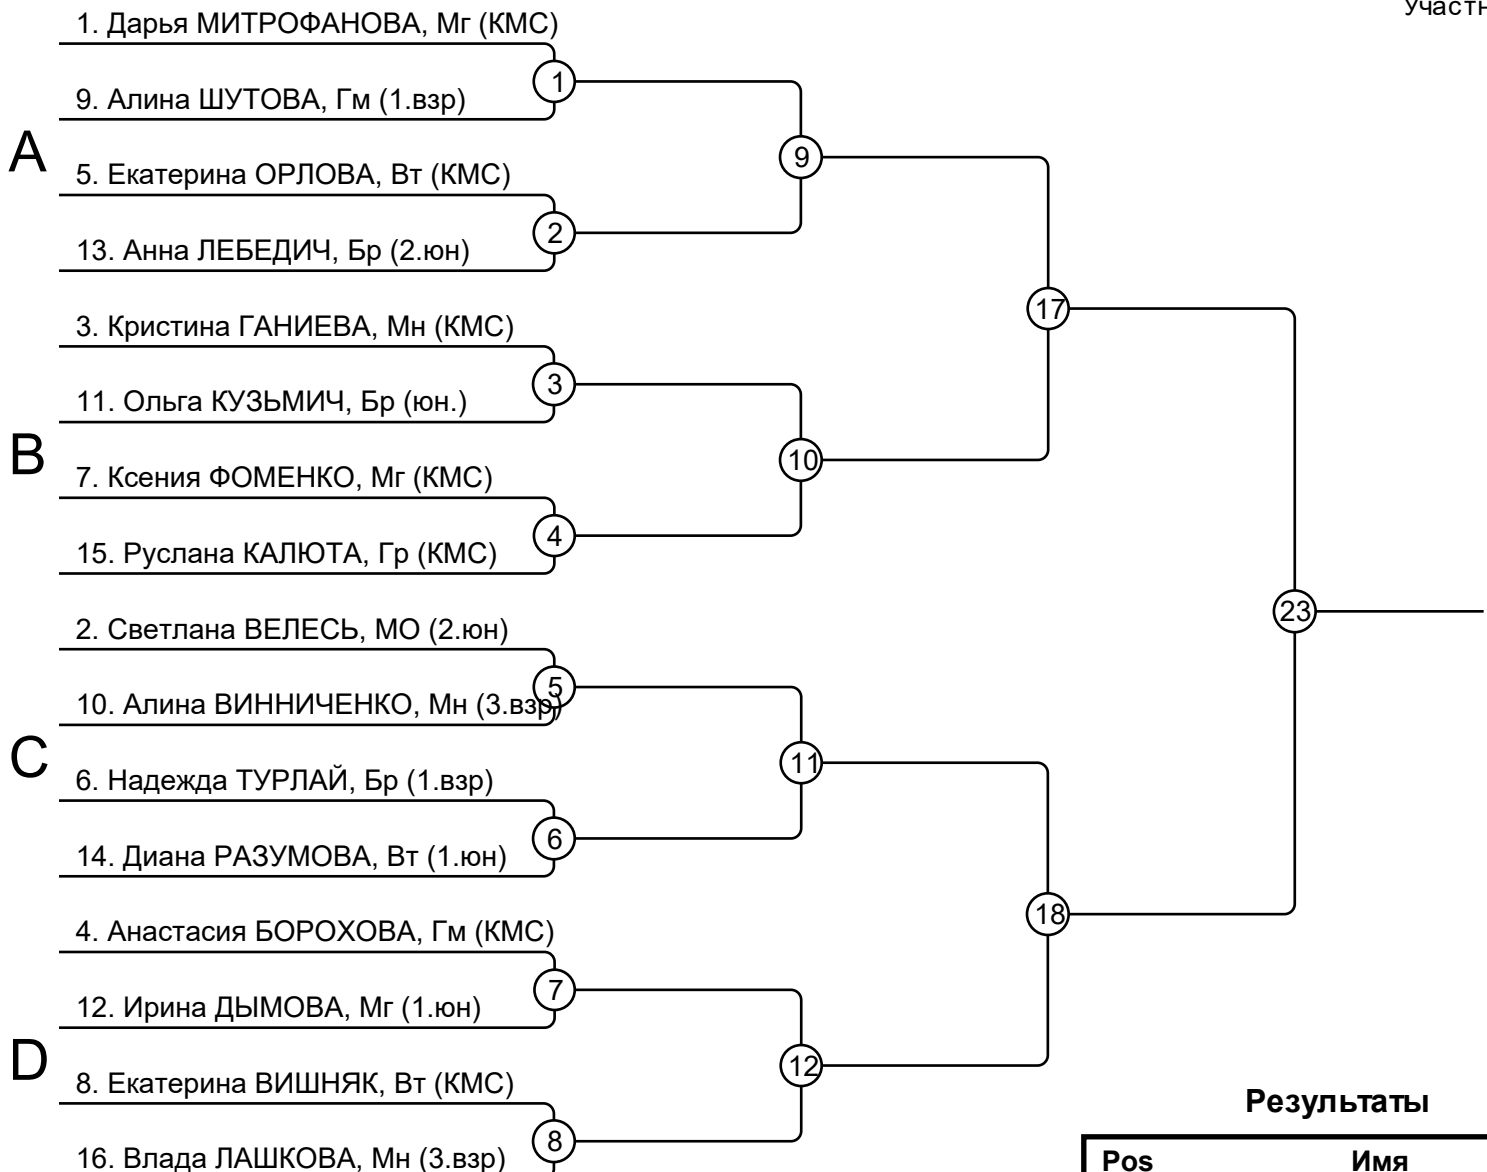 Участн
1. Дарья МИТРОФАНОВА, Мг (КМС)
1
9. Алина ШУТОВА, Гм (1.взр)
A
9
5. Екатерина ОРЛОВА, Вт (КМС)
2
13. Анна ЛЕБЕДИЧ, Бр (2.юн)
17
3. Кристина ГАНИЕВА, Мн (КМС)
3
11. Ольга КУЗЬМИЧ, Бр (юн.)
B
10
7. Ксения ФОМЕНКО, Мг (КМС)
4
15. Руслана КАЛЮТА, Гр (КМС)
23
2. Светлана ВЕЛЕСЬ, МО (2.юн)
5
10. Алина ВИННИЧЕНКО, Мн (3.взр)
C
11
6. Надежда ТУРЛАЙ, Бр (1.взр)
6
14. Диана РАЗУМОВА, Вт (1.юн)
18
4. Анастасия БОРОХОВА, Гм (КМС)
7
12. Ирина ДЫМОВА, Мг (1.юн)
D
12
8. Екатерина ВИШНЯК, Вт (КМС)
Результаты
8
16. Влада ЛАШКОВА, Мн (3.взр)
Pos Имя